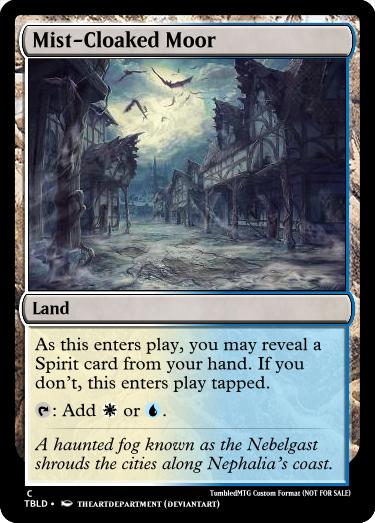 Mist-Cloaked Moor
Land
As this enters play, you may reveal a
Spirit card from your hand. If you
don't, this enters play tapped.
: Add or .
A haunted fog known as the Nebelgast
shrouds the cities along Nephalia's coast.
C
TumbledMTG Custom Format (NOT FOR SALE)
TBLD • THEARTDEPARTMENT (DEVIANTART)